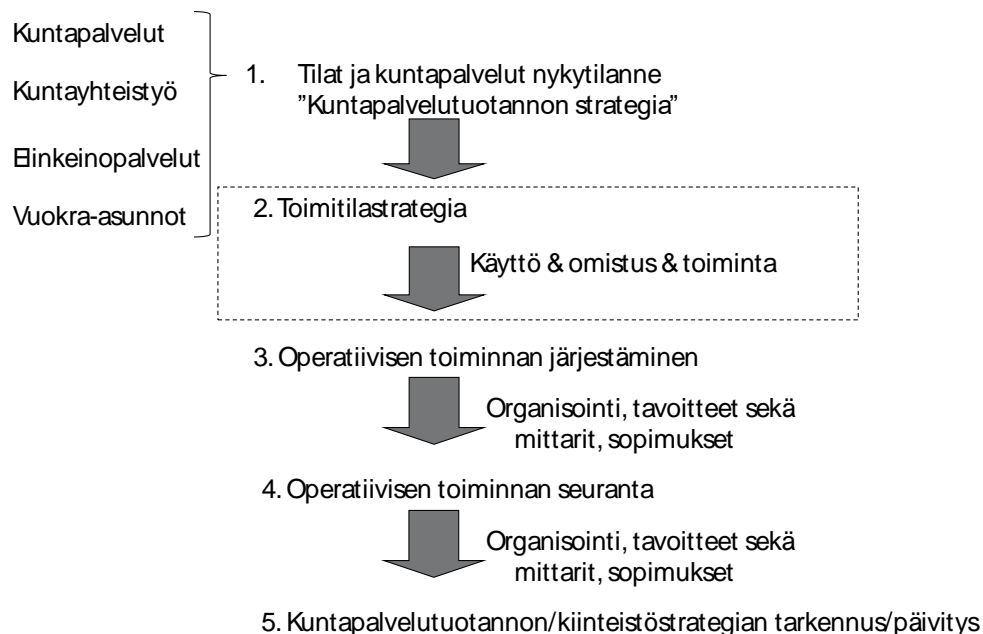 Kuntapalvelut
Kuntayhteistyö
Elinkeinopalvelut
Vuokra-asunnot
1. Tilat ja kuntapalvelut nykytilanne
”Kuntapalvelutuotannon strategia”
2. Toimitilastrategia
Käyttö & omistus & toiminta
3. Operatiivisen toiminnan järjestäminen
Organisointi, tavoitteet sekä
mittarit, sopimukset
4. Operatiivisen toiminnan seuranta
Organisointi, tavoitteet sekä
mittarit, sopimukset
5. Kuntapalvelutuotannon/kiinteistöstrategian tarkennus/päivitys